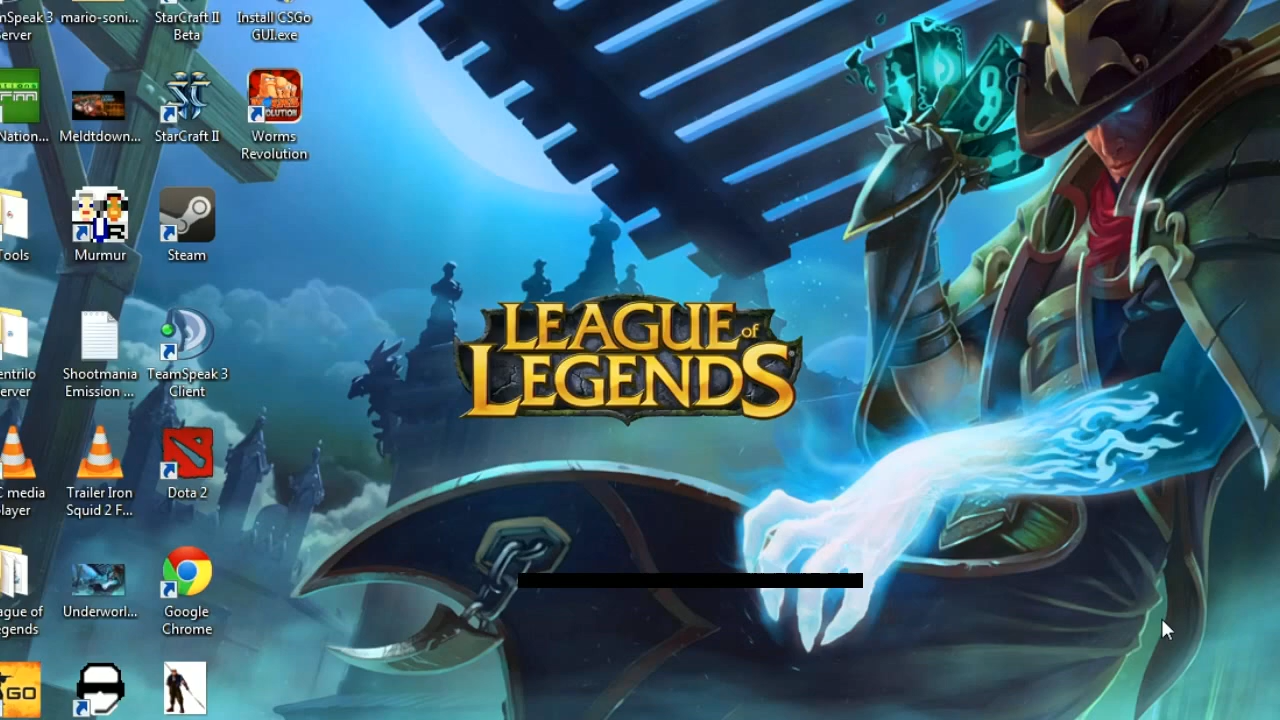 mSpeak 3
erver
mario-soni...
StarCraft II
Beta
Install CSGo
GUI.exe
Nation...
Meldtdown...
StarCraft II
Worms
Revolution
Tools
Murmur
Steam
LEAGUE of
LEGENDS
entrilo
erver
Shootmania
Emission ...
TeamSpeak 3
Client
C media
layer
Trailer Iron
Squid 2 F...
Dota 2
ague of
egends
Underworl...
Google
Chrome
GO